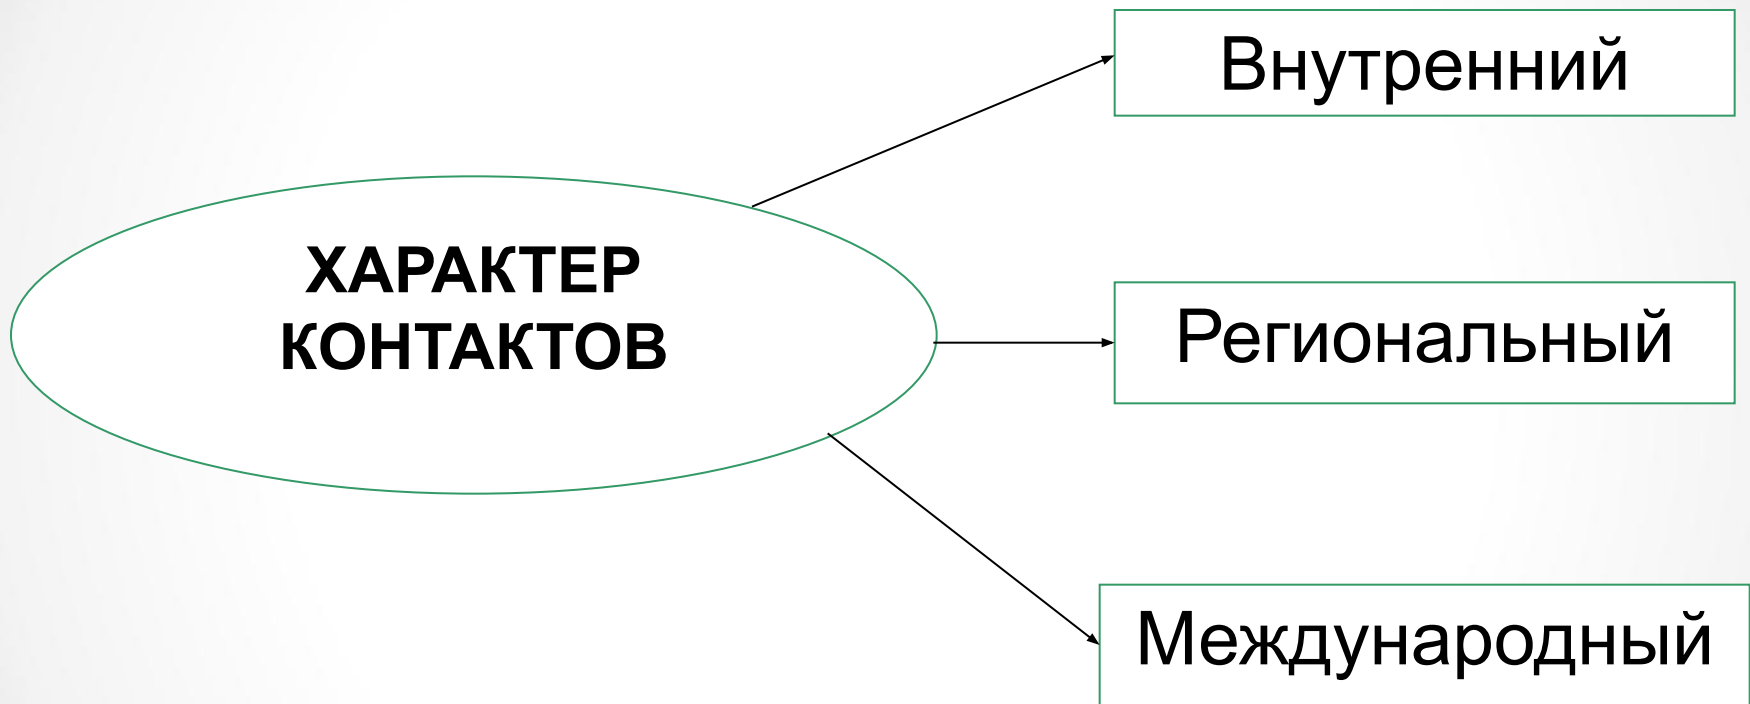 ХАРАКТЕР
КОНТАКТОВ
Внутренний
Региональный
Международный